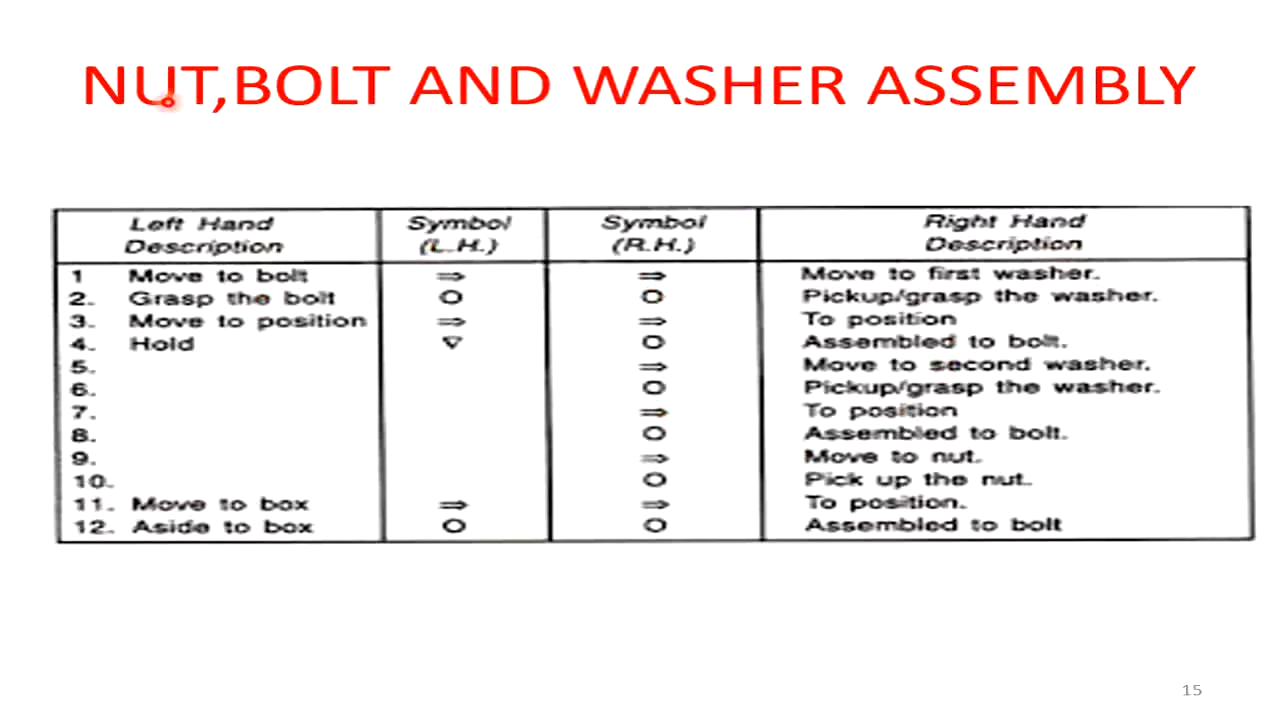 NUT,BOLT AND WASHER ASSEMBLY
Left Hand Description Symbol (L.H.) Symbol (R.H.) Right Hand Description
1 Move to bolt ⇒ ⇒ Move to first washer.
2. Grasp the bolt O O Pickup/grasp the washer.
3. Move to position ⇒ ⇒ To position
4. Hold ▽ O Assembled to bolt.
5. ⇒ Move to second washer.
6. O Pickup/grasp the washer.
7. ⇒ To position
8. O Assembled to bolt.
9. ⇒ Move to nut.
10. O Pick up the nut.
11. Move to box ⇒ ⇒ To position.
12. Aside to box O O Assembled to bolt
15